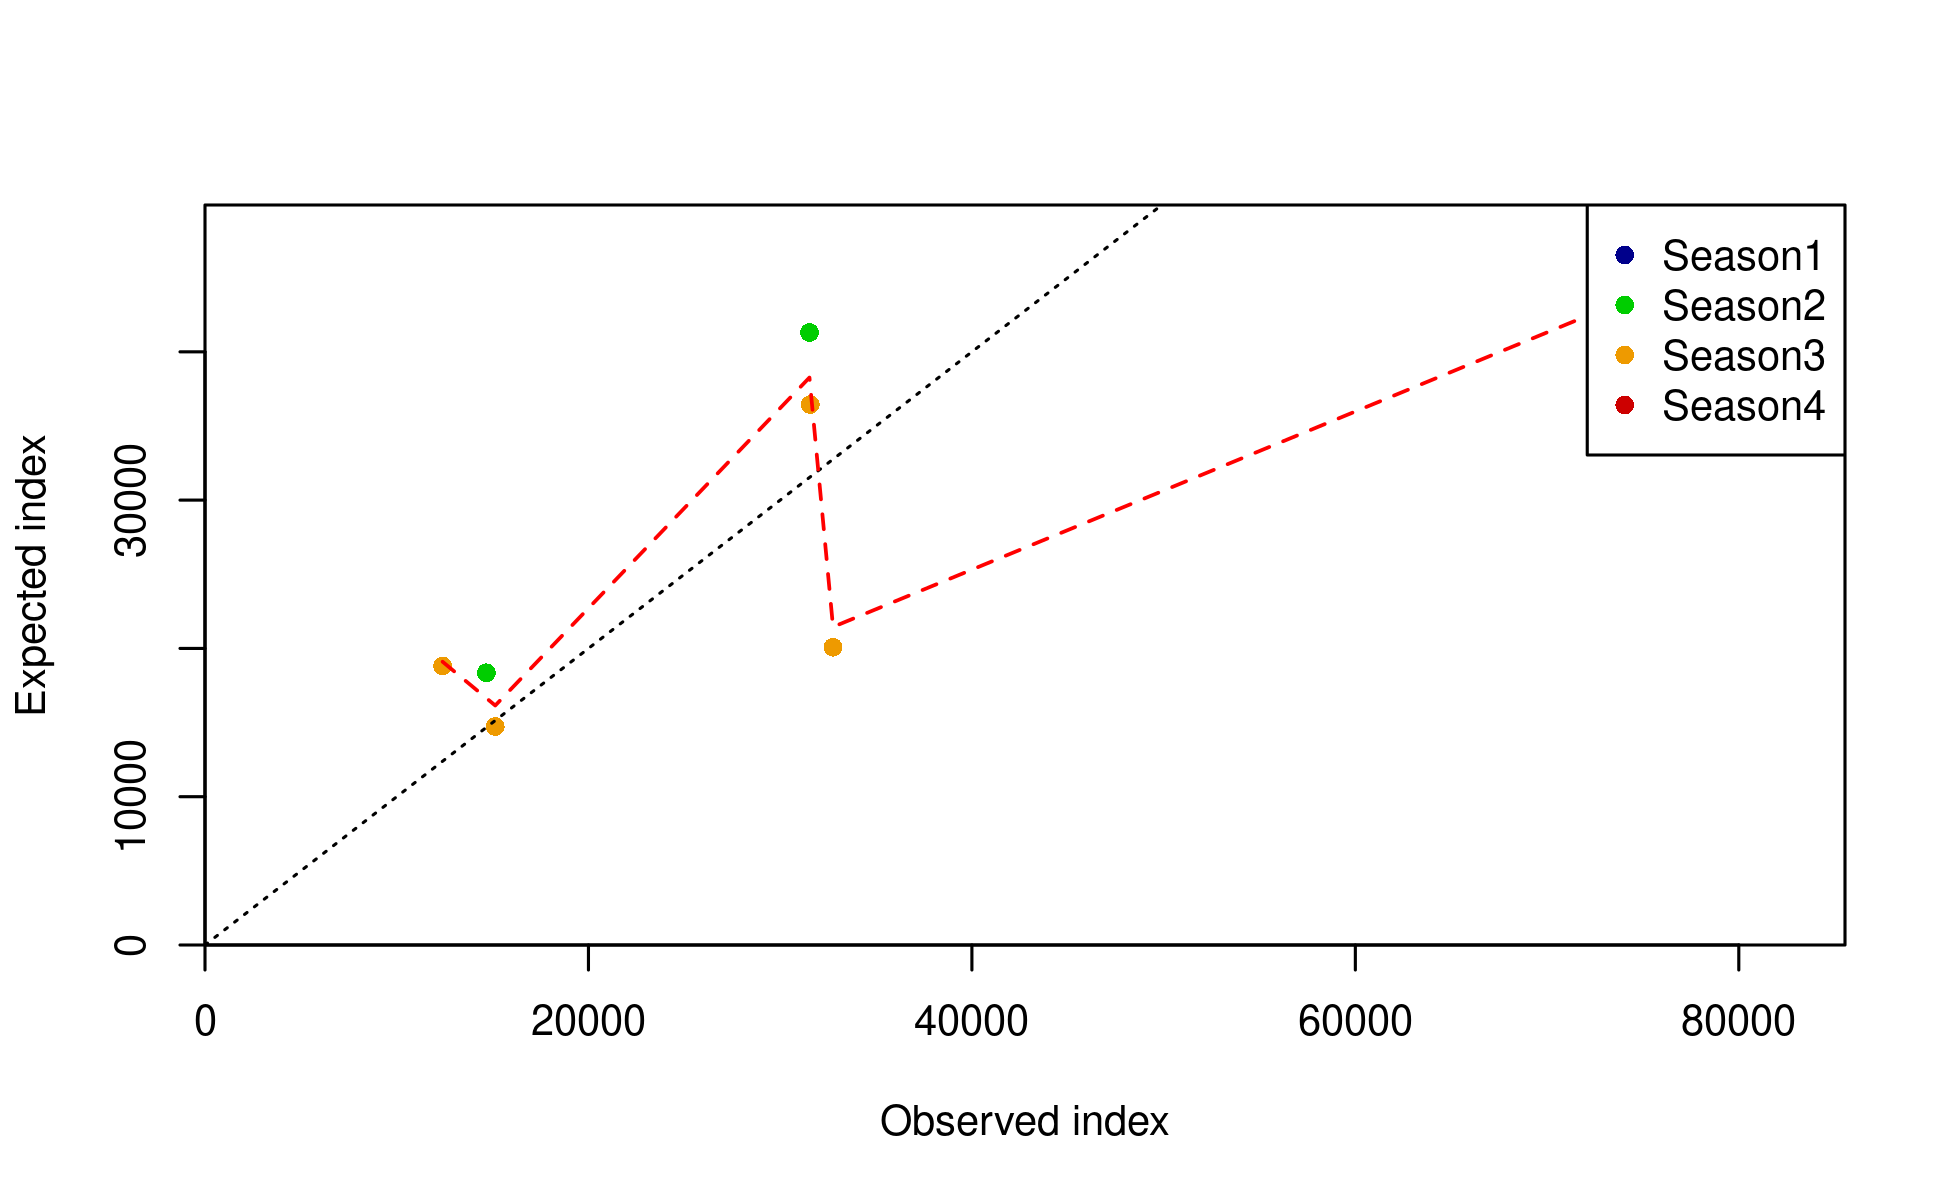 Season1
Season2
Season3
Season4
Expected index
30000
10000
0
0
20000
40000
60000
80000
Observed index